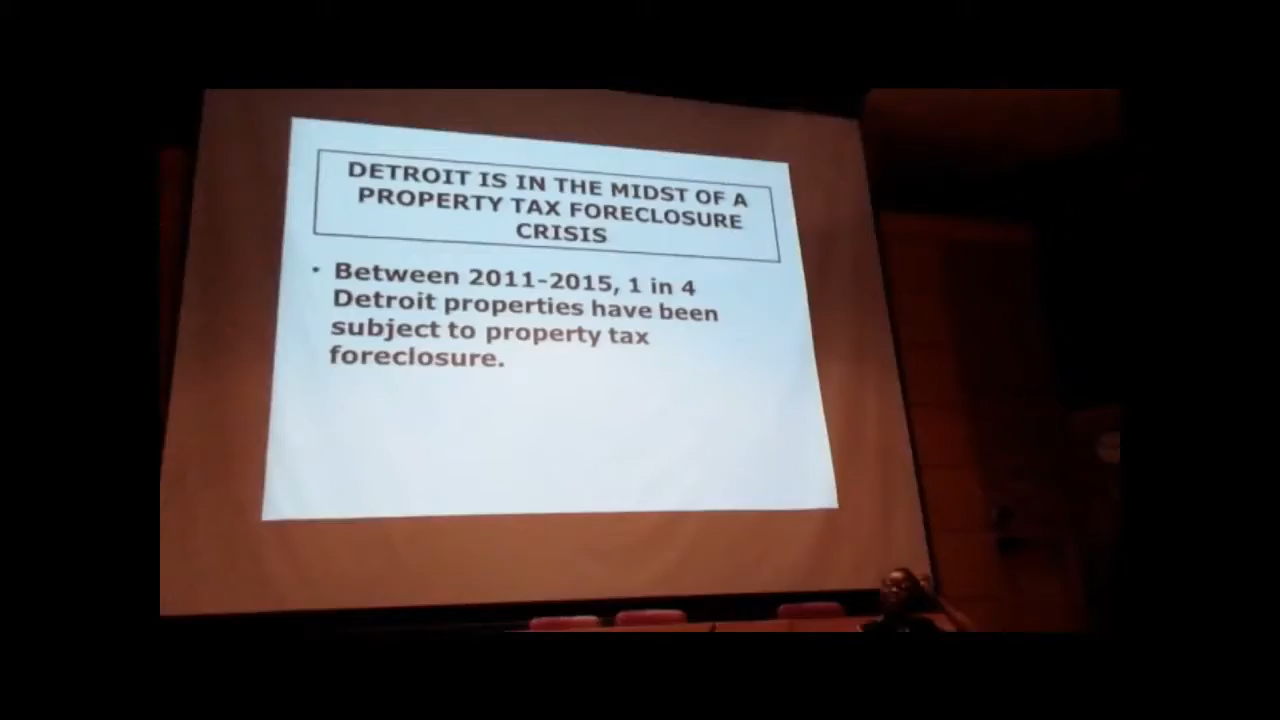 DETROIT IS IN THE MIDST OF A
PROPERTY TAX FORECLOSURE
CRISIS
• Between 2011-2015, 1 in 4
Detroit properties have been
subject to property tax
foreclosure.